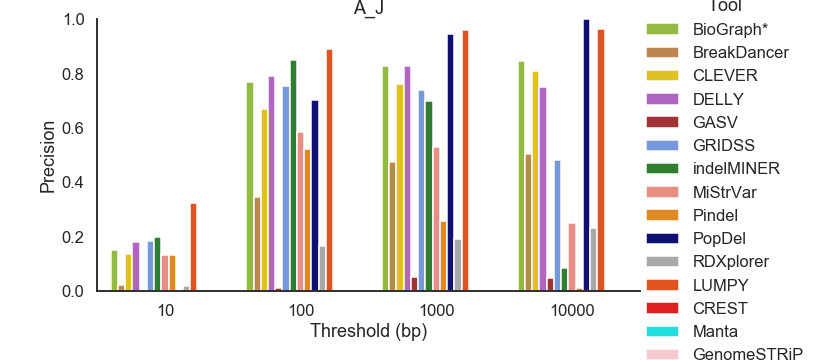 A_J
Tool
1.0
0.8
0.6
0.4
0.2
0.0
Precision
10
100
1000
10000
Threshold (bp)
BioGraph*
BreakDancer
CLEVER
DELLY
GASV
GRIDSS
indelMINER
MiStrVar
Pindel
PopDel
RDXplorer
LUMPY
CREST
Manta
GenomeSTRiP